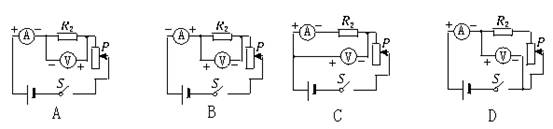 + A − R₂ P − V + S A
− A + R₂ P + V − S B
+ A − R₂ P + V − S C
+ A − R₂ P + V − S D